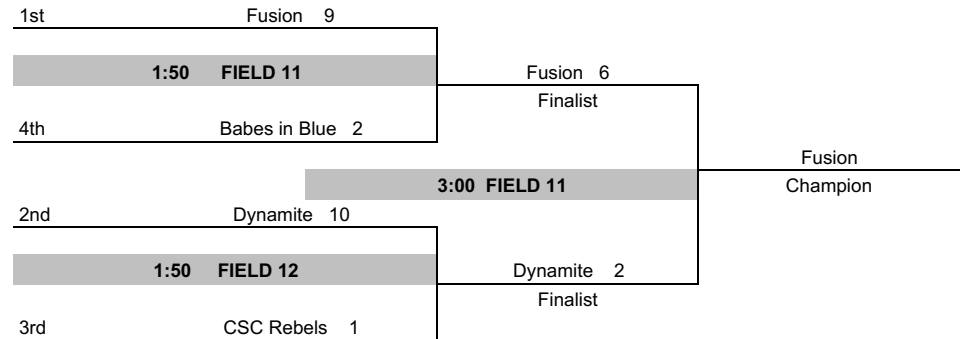 1st Fusion 9
1:50 FIELD 11
Fusion 6
Finalist
4th Babes in Blue 2
Fusion
3:00 FIELD 11
Champion
2nd Dynamite 10
1:50 FIELD 12
Dynamite 2
Finalist
3rd CSC Rebels 1